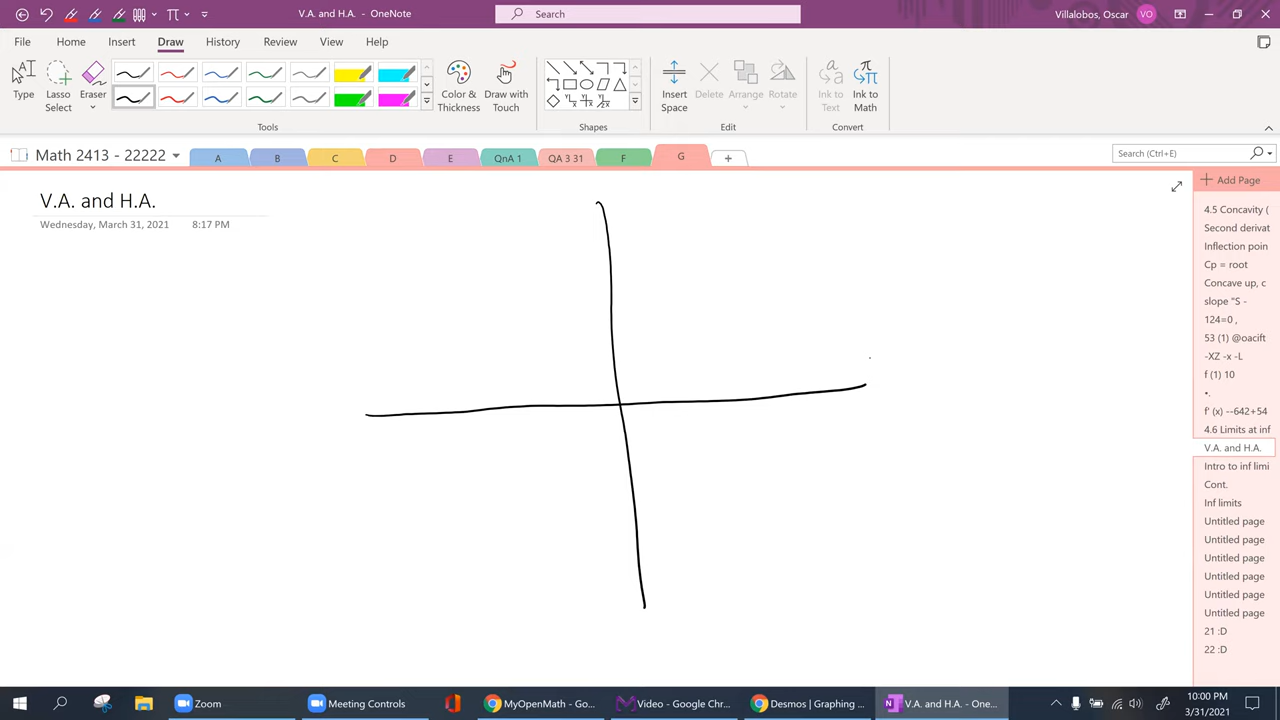 V.A. and H.A. - OneNote
Search
Villalobos, Oscar VO
File Home Insert Draw History Review View Help
Type
Lasso Select
Eraser
Color & Thickness
Draw with Touch
Insert Space
Delete
Arrange
Rotate
Ink to Text
Ink to Math
Tools
Shapes
Edit
Convert
Math 2413 - 22222
A B C D E QnA 1 QA 3 31 F G
Search (Ctrl+E)
V.A. and H.A.
Wednesday, March 31, 2021 8:17 PM
Add Page
4.5 Concavity (
Second derivat
Inflection poin
Cp = root
Concave up, c
slope "S -
124=0 ,
53 (1) @oacift
-XZ -x -L
f (1) 10
•.
f' (x) --642+54
4.6 Limits at inf
V.A. and H.A.
Intro to inf limi
Cont.
Inf limits
Untitled page
Untitled page
Untitled page
Untitled page
Untitled page
Untitled page
21 :D
22 :D
Zoom
Meeting Controls
MyOpenMath - Go...
Video - Google Chr...
Desmos | Graphing ...
V.A. and H.A. - One...
10:00 PM
3/31/2021